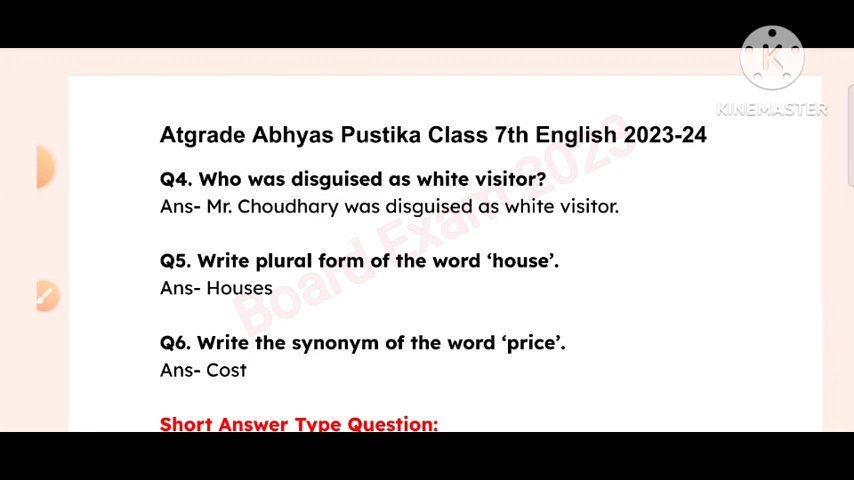 KINEMASTER
Atgrade Abhyas Pustika Class 7th English 2023-24
Q4. Who was disguised as white visitor?
Ans- Mr. Choudhary was disguised as white visitor.
Q5. Write plural form of the word ‘house’.
Ans- Houses
Q6. Write the synonym of the word ‘price’.
Ans- Cost
Short Answer Type Question:
Board Exam 2023